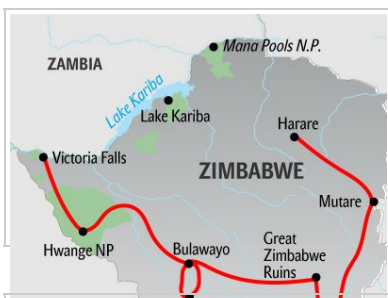 Mana Pools N.P.
ZAMBIA
Lake Kariba
Lake Kariba
Harare
Victoria Falls
ZIMBABWE
Mutare
Hwange NP
Bulawayo
Great
Zimbabwe
Ruins